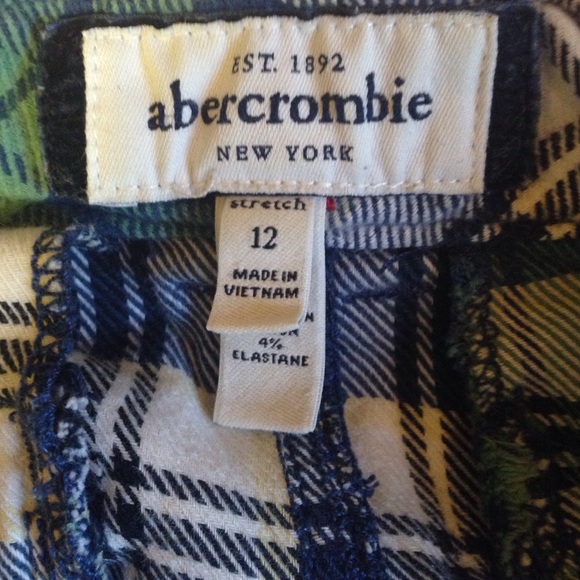 EST. 1892
abercrombie
NEW YORK
stretch
12
MADE IN
VIETNAM
4%
ELASTANE